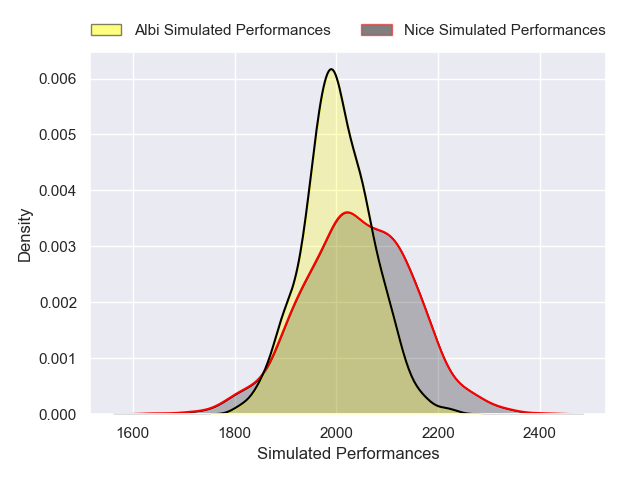 Albi Simulated Performances Nice Simulated Performances
0.006
0.005
0.004
0.003
0.002
0.001
0.000
Density
1600 1800 2000 2200 2400
Simulated Performances